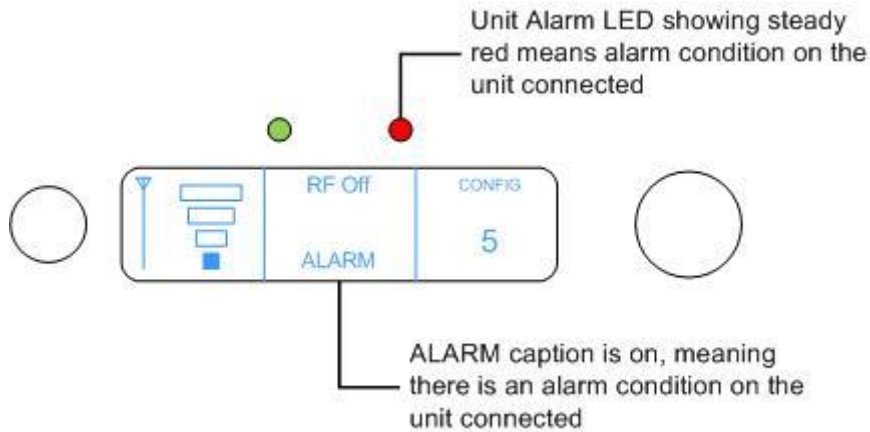 Unit Alarm LED showing steady
red means alarm condition on the
unit connected
RF Off
CONFIG
5
ALARM
ALARM caption is on, meaning
there is an alarm condition on the
unit connected